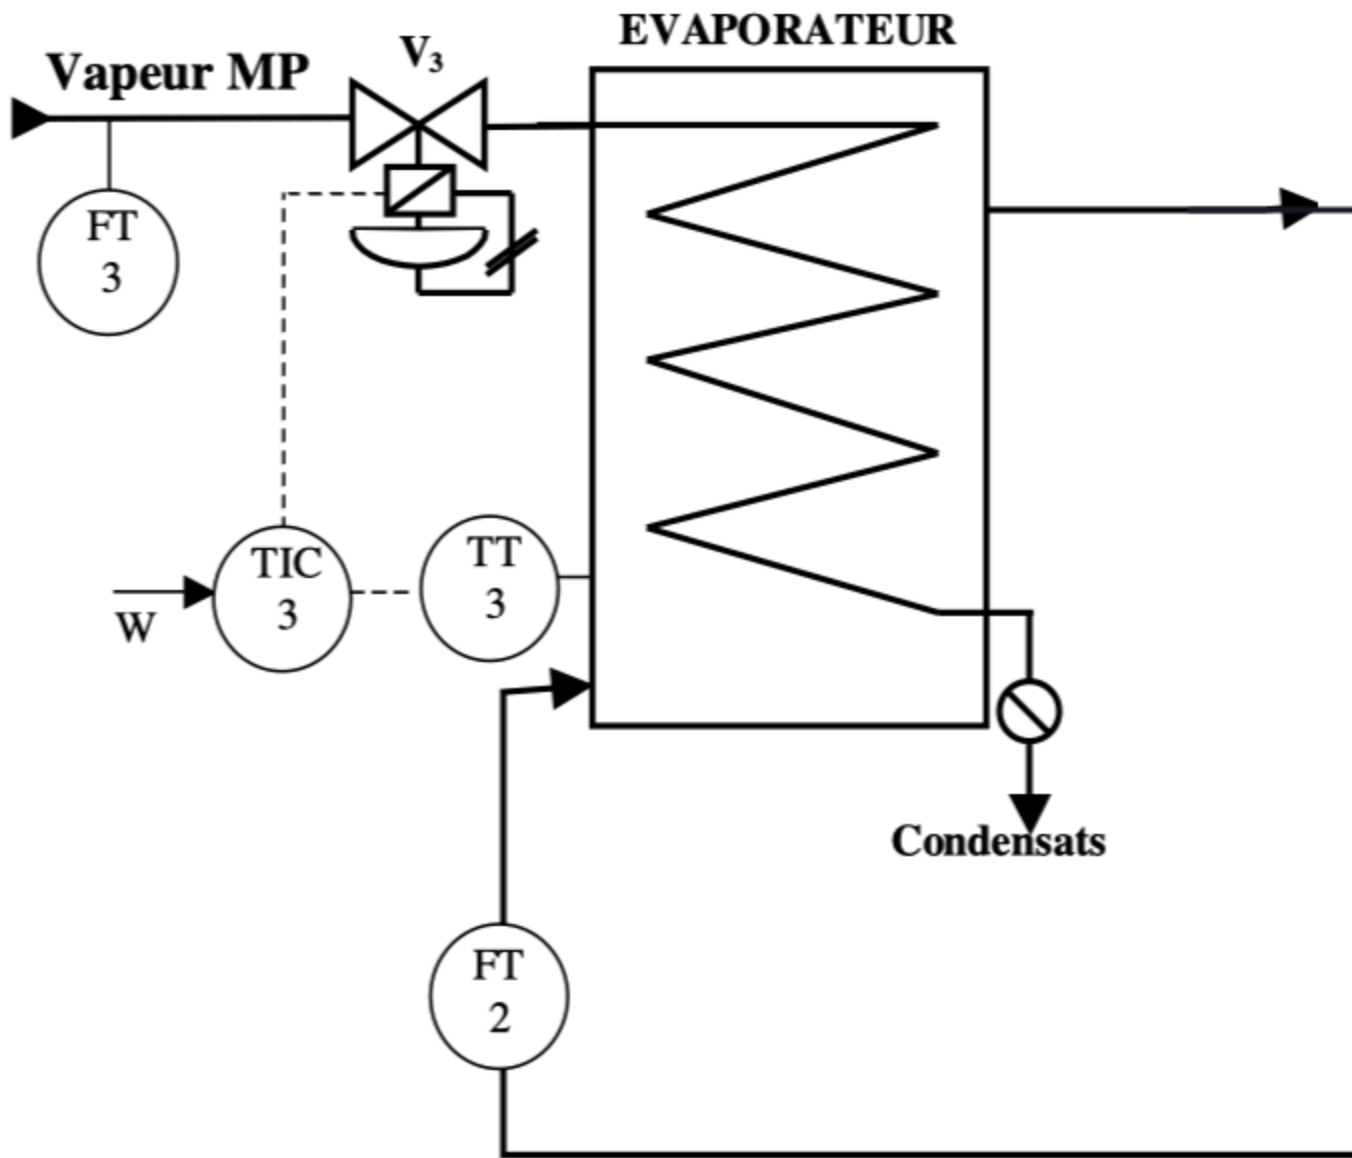 EVAPORATEUR
V₃
Vapeur MP
FT
3
TIC
3
TT
3
W
Condensats
FT
2